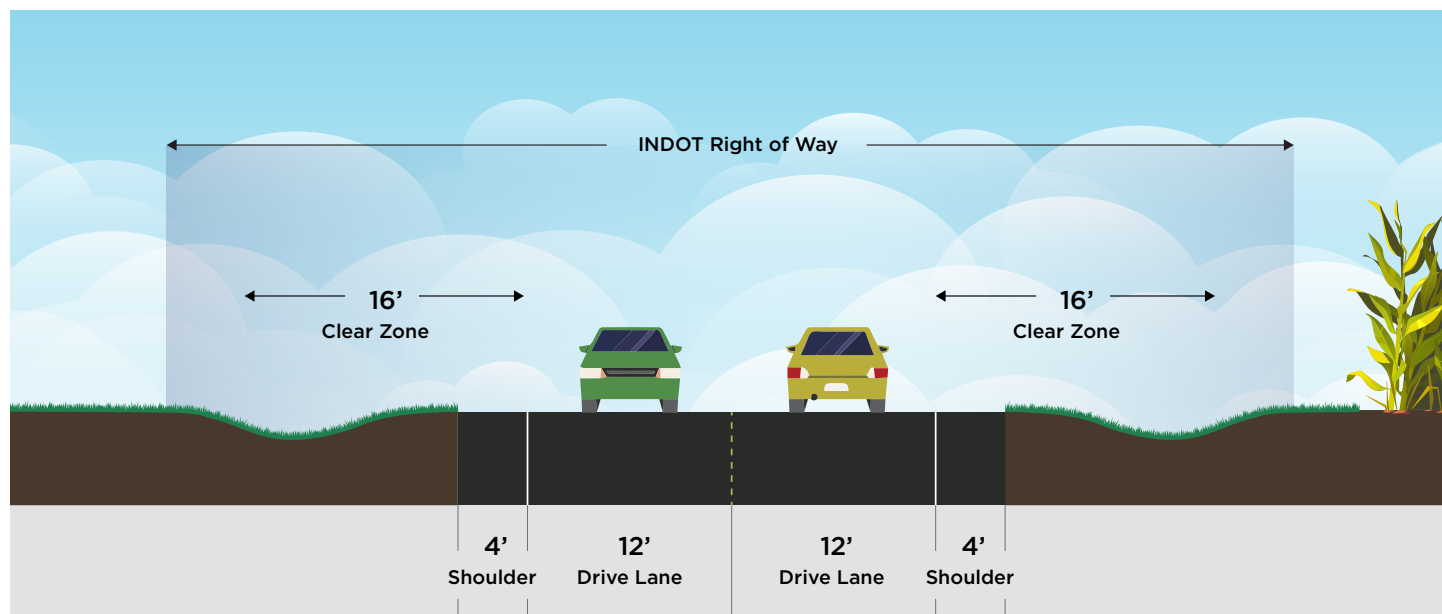 INDOT Right of Way
16’
Clear Zone
16’
Clear Zone
4’
Shoulder
12’
Drive Lane
12’
Drive Lane
4’
Shoulder